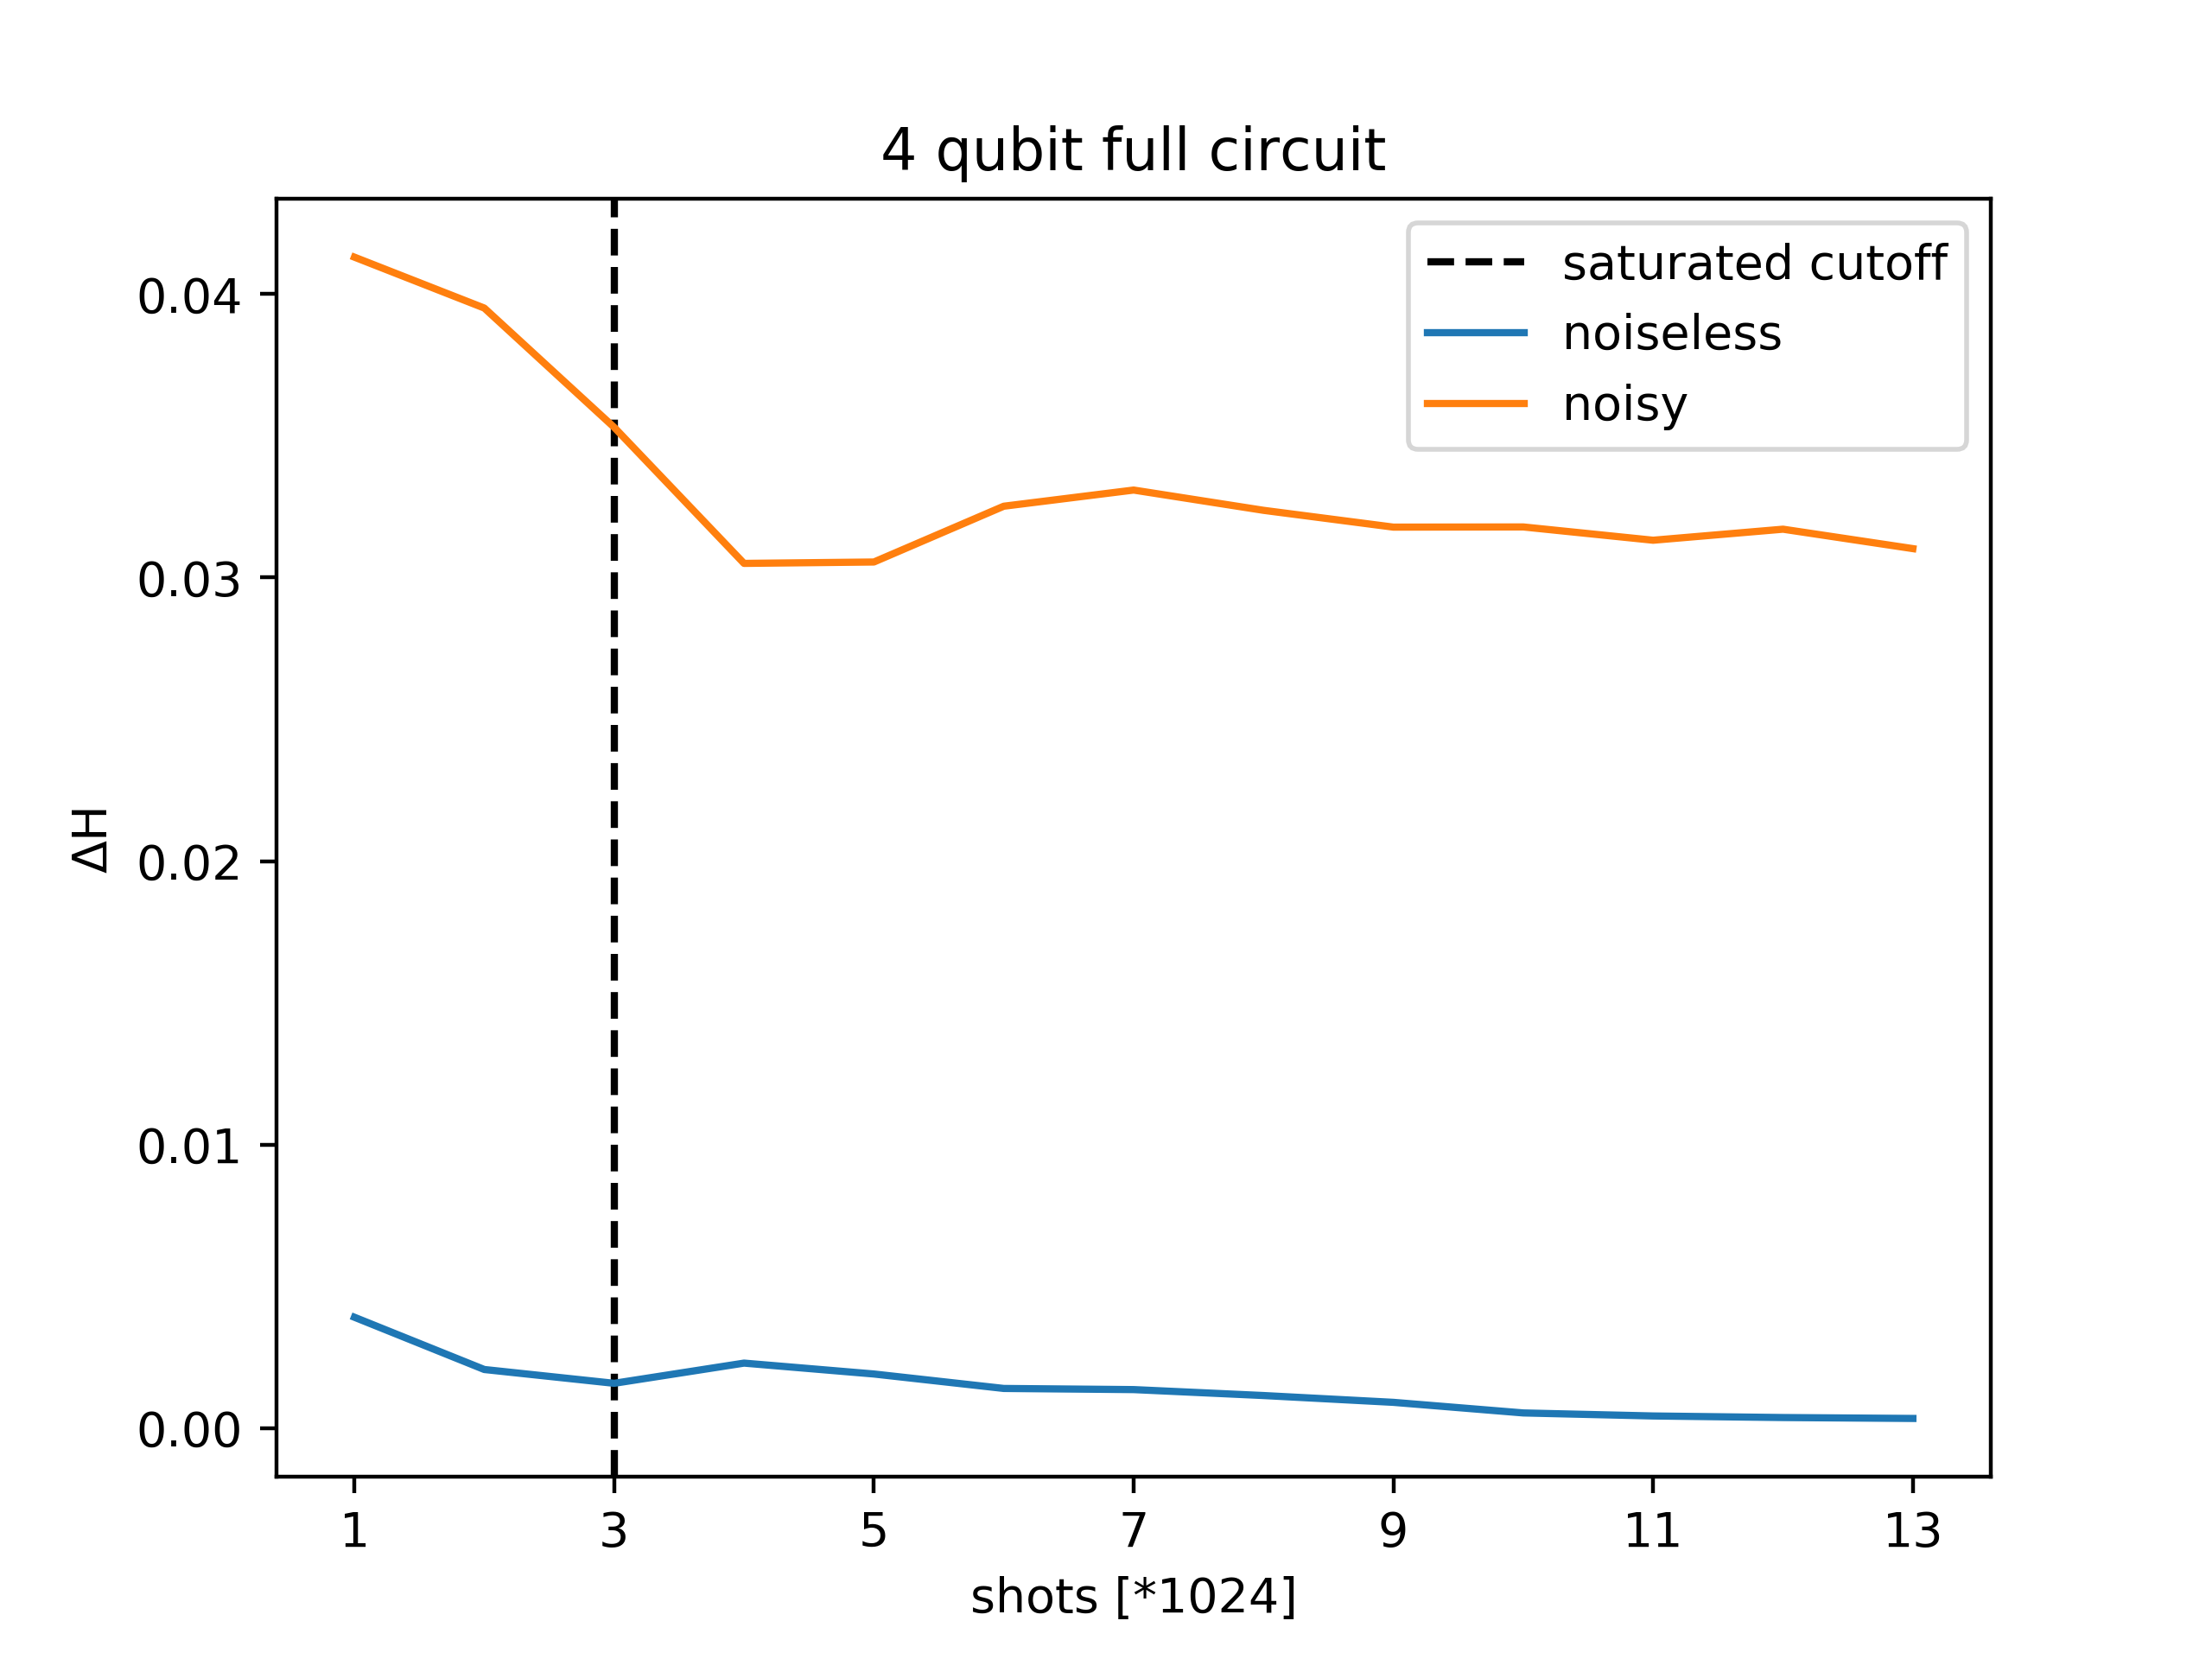 4 qubit full circuit
saturated cutoff
noiseless
noisy
0.04
0.03
0.02
0.01
0.00
ΔH
1 3 5 7 9 11 13
shots [*1024]